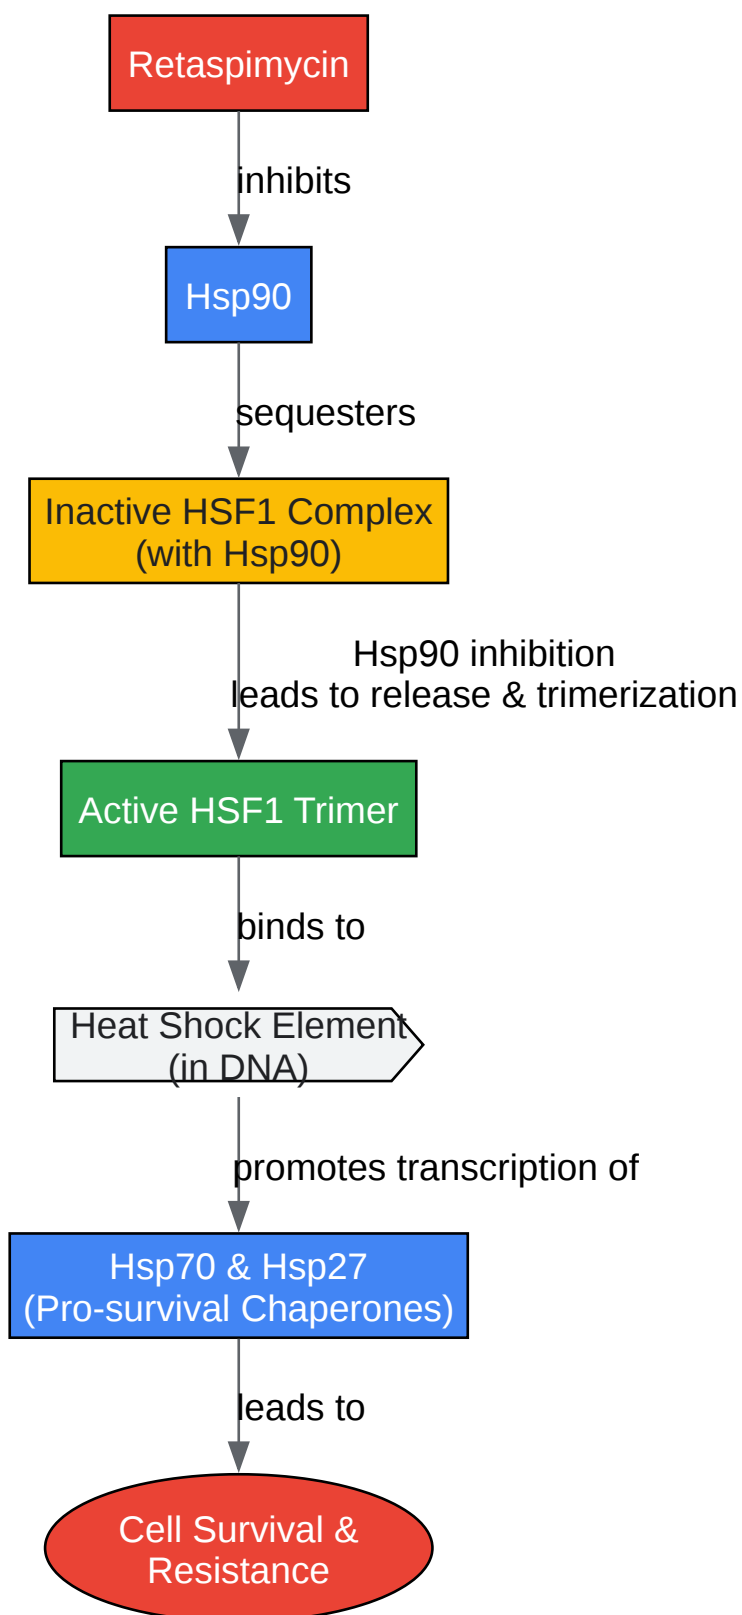 Retaspimycin
inhibits
Hsp90
sequesters
Inactive HSF1 Complex
(with Hsp90)
Hsp90 inhibition
leads to release & trimerization
Active HSF1 Trimer
binds to
Heat Shock Element
(in DNA)
promotes transcription of
Hsp70 & Hsp27
(Pro-survival Chaperones)
leads to
Cell Survival &
Resistance